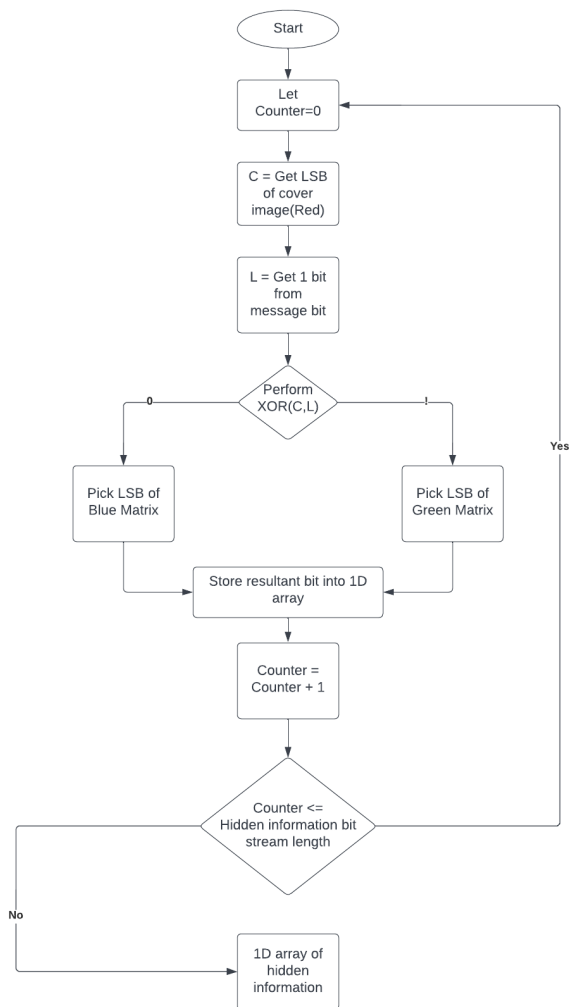 Start
Let
Counter=0
C = Get LSB
of cover
image(Red)
L = Get 1 bit
from
message bit
Perform
XOR(C,L)
0
!
Pick LSB of
Blue Matrix
Pick LSB of
Green Matrix
Yes
Store resultant bit into 1D
array
Counter =
Counter + 1
Counter <=
Hidden information bit
stream length
No
1D array of
hidden
information